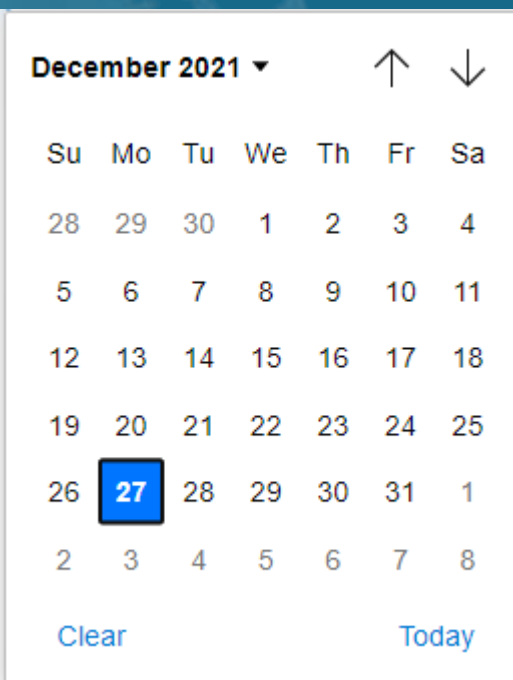 December 2021
Su Mo Tu We Th Fr Sa
28 29 30 1 2 3 4
5 6 7 8 9 10 11
12 13 14 15 16 17 18
19 20 21 22 23 24 25
26 27 28 29 30 31 1
2 3 4 5 6 7 8
Clear Today